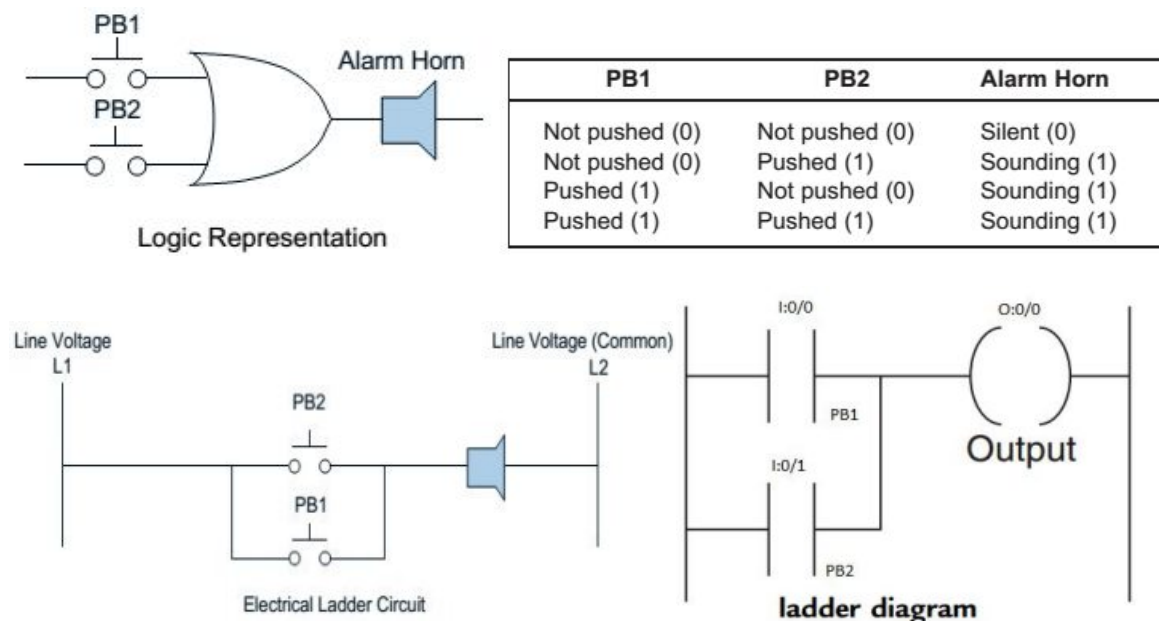 PB1
PB2
Alarm Horn
Logic Representation
PB1 PB2 Alarm Horn
Not pushed (0) Not pushed (0) Silent (0)
Not pushed (0) Pushed (1) Sounding (1)
Pushed (1) Not pushed (0) Sounding (1)
Pushed (1) Pushed (1) Sounding (1)
Line Voltage
L1
Line Voltage (Common)
L2
PB2
PB1
Electrical Ladder Circuit
I:0/0
O:0/0
PB1
Output
I:0/1
PB2
ladder diagram